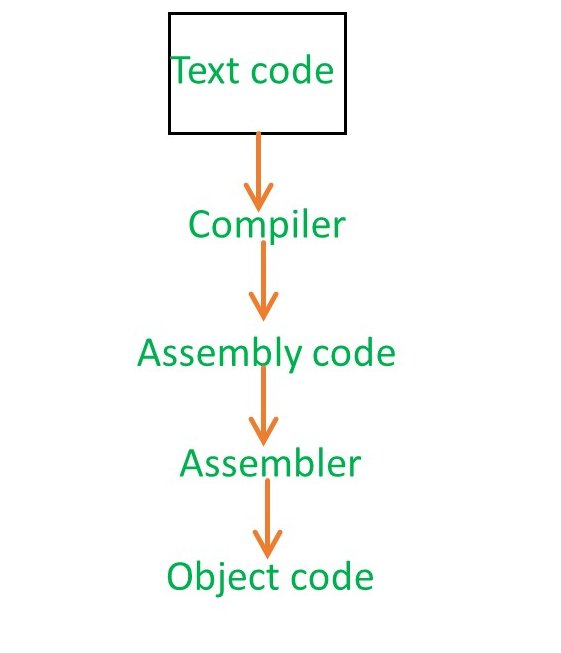 Text code
Compiler
Assembly code
Assembler
Object code